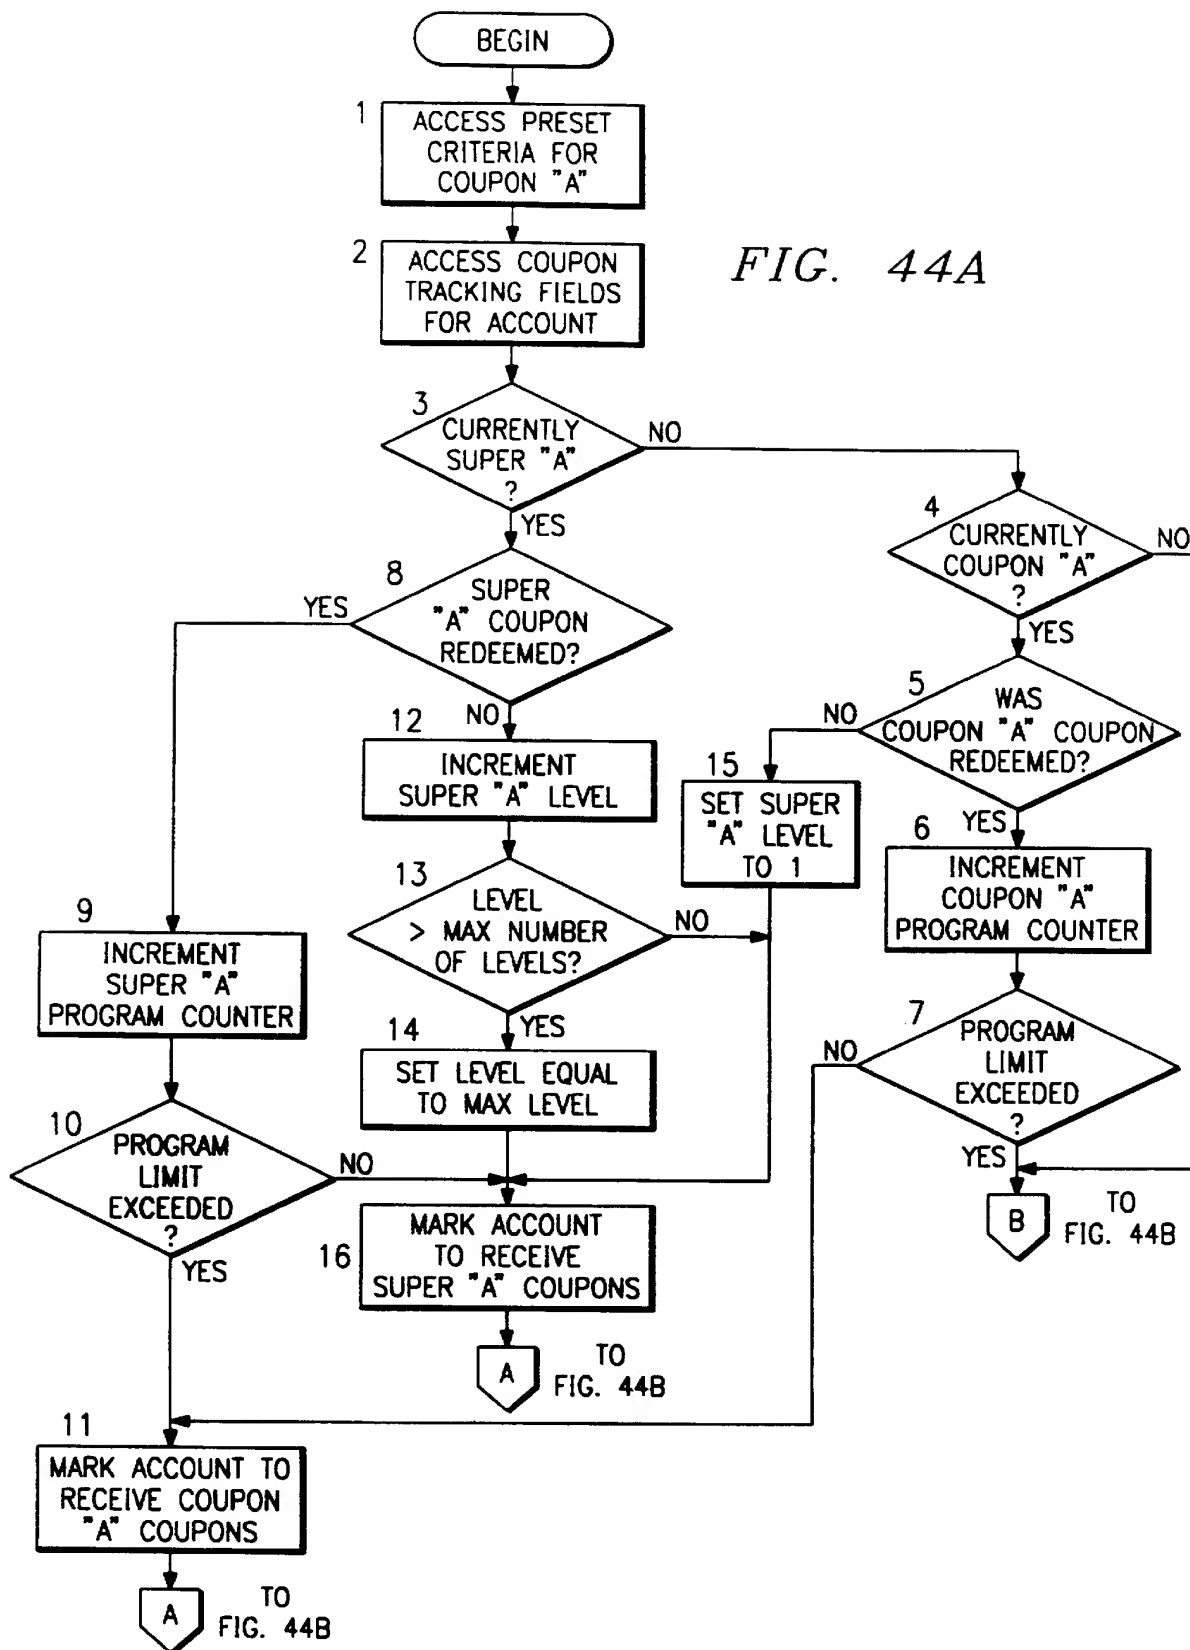 BEGIN
1
ACCESS PRESET
CRITERIA FOR
COUPON "A"
2
ACCESS COUPON
TRACKING FIELDS
FOR ACCOUNT
FIG. 44A
3
CURRENTLY
SUPER "A"
?
NO
YES
4
CURRENTLY
COUPON "A"
?
NO
YES
8
SUPER
"A" COUPON
REDEEMED?
YES
NO
5
WAS
COUPON "A" COUPON
REDEEMED?
NO
YES
12
INCREMENT
SUPER "A" LEVEL
15
SET SUPER
"A" LEVEL
TO 1
6
INCREMENT
COUPON "A"
PROGRAM COUNTER
13
LEVEL
> MAX NUMBER
OF LEVELS?
NO
YES
9
INCREMENT
SUPER "A"
PROGRAM COUNTER
7
PROGRAM
LIMIT
EXCEEDED
?
NO
YES
14
SET LEVEL EQUAL
TO MAX LEVEL
10
PROGRAM
LIMIT
EXCEEDED
?
NO
YES
B
TO
FIG. 44B
16
MARK ACCOUNT
TO RECEIVE
SUPER "A" COUPONS
A
TO
FIG. 44B
11
MARK ACCOUNT TO
RECEIVE COUPON
"A" COUPONS
A
TO
FIG. 44B